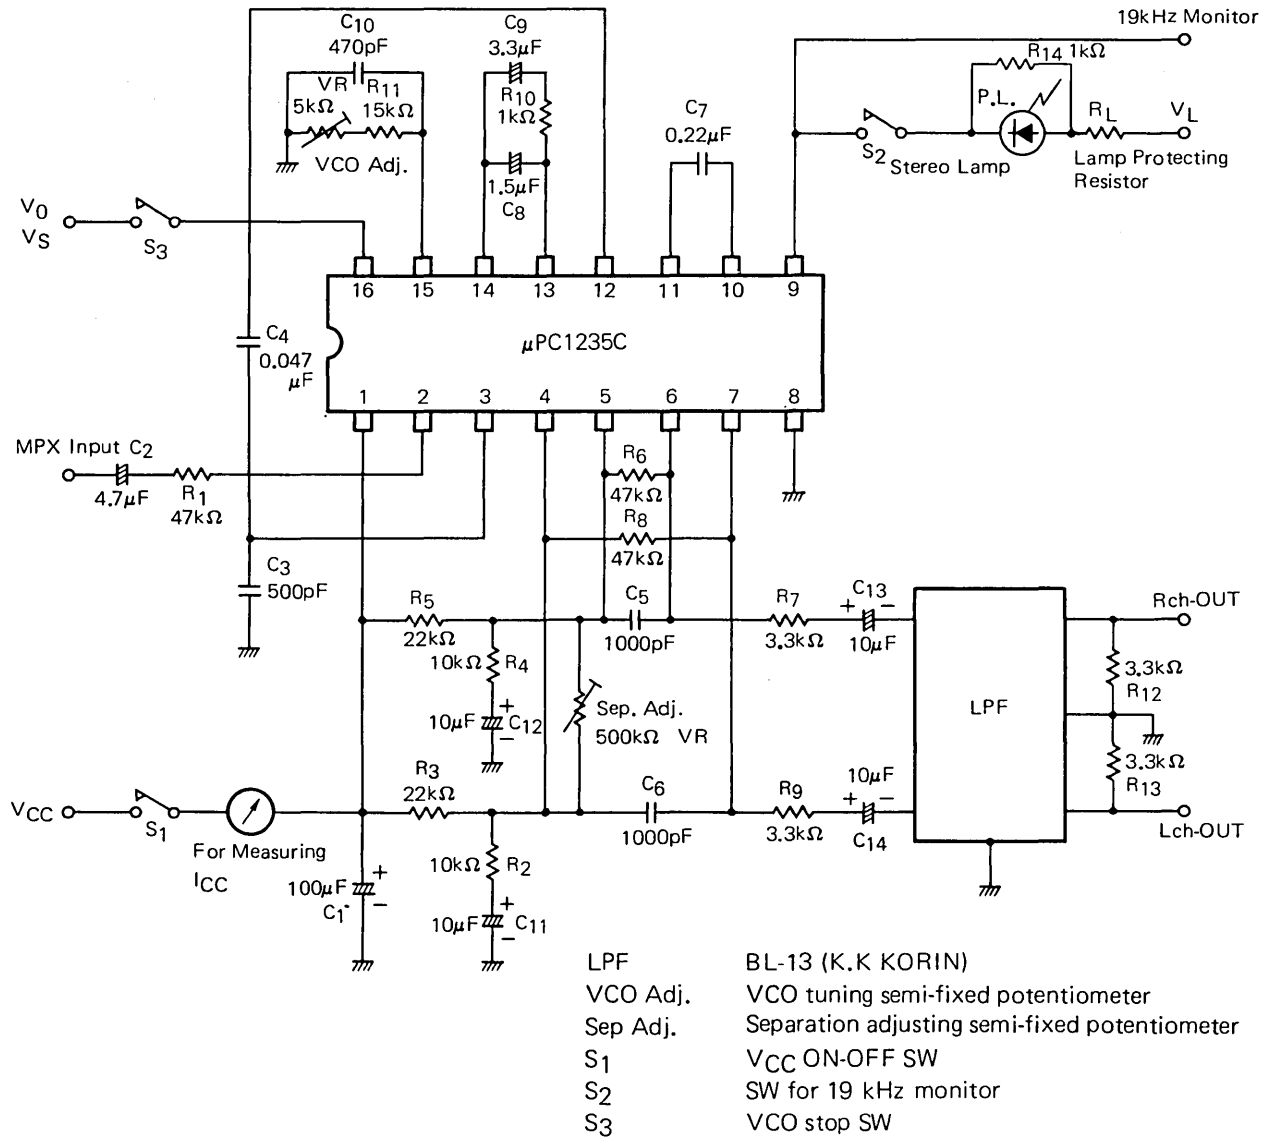 19kHz Monitor
C10
470pF
C9
3.3μF
R14 1kΩ
VR R11
5kΩ 15kΩ
VCO Adj.
R10
1kΩ
1.5μF
C8
C7
0.22μF
P.L.
RL
VL
S2
Stereo Lamp
Lamp Protecting
Resistor
VO
VS
S3
16 15 14 13 12 11 10 9
μPC1235C
1 2 3 4 5 6 7 8
C4
0.047
μF
MPX Input C2
4.7μF
R1
47kΩ
R6
47kΩ
R8
47kΩ
C3
500pF
R5
22kΩ
C5
1000pF
R7
3.3kΩ
C13
+ −
10μF
Rch-OUT
10kΩ R4
+
10μF C12
−
Sep. Adj.
500kΩ VR
LPF
3.3kΩ
R12
3.3kΩ
R13
VCC
S1
For Measuring
ICC
R3
22kΩ
C6
1000pF
R9
3.3kΩ
10μF
+ −
C14
Lch-OUT
10kΩ R2
100μF +
C1 −
+
10μF C11
−
LPF BL-13 (K.K KORIN)
VCO Adj. VCO tuning semi-fixed potentiometer
Sep Adj. Separation adjusting semi-fixed potentiometer
S1 VCC ON-OFF SW
S2 SW for 19 kHz monitor
S3 VCO stop SW